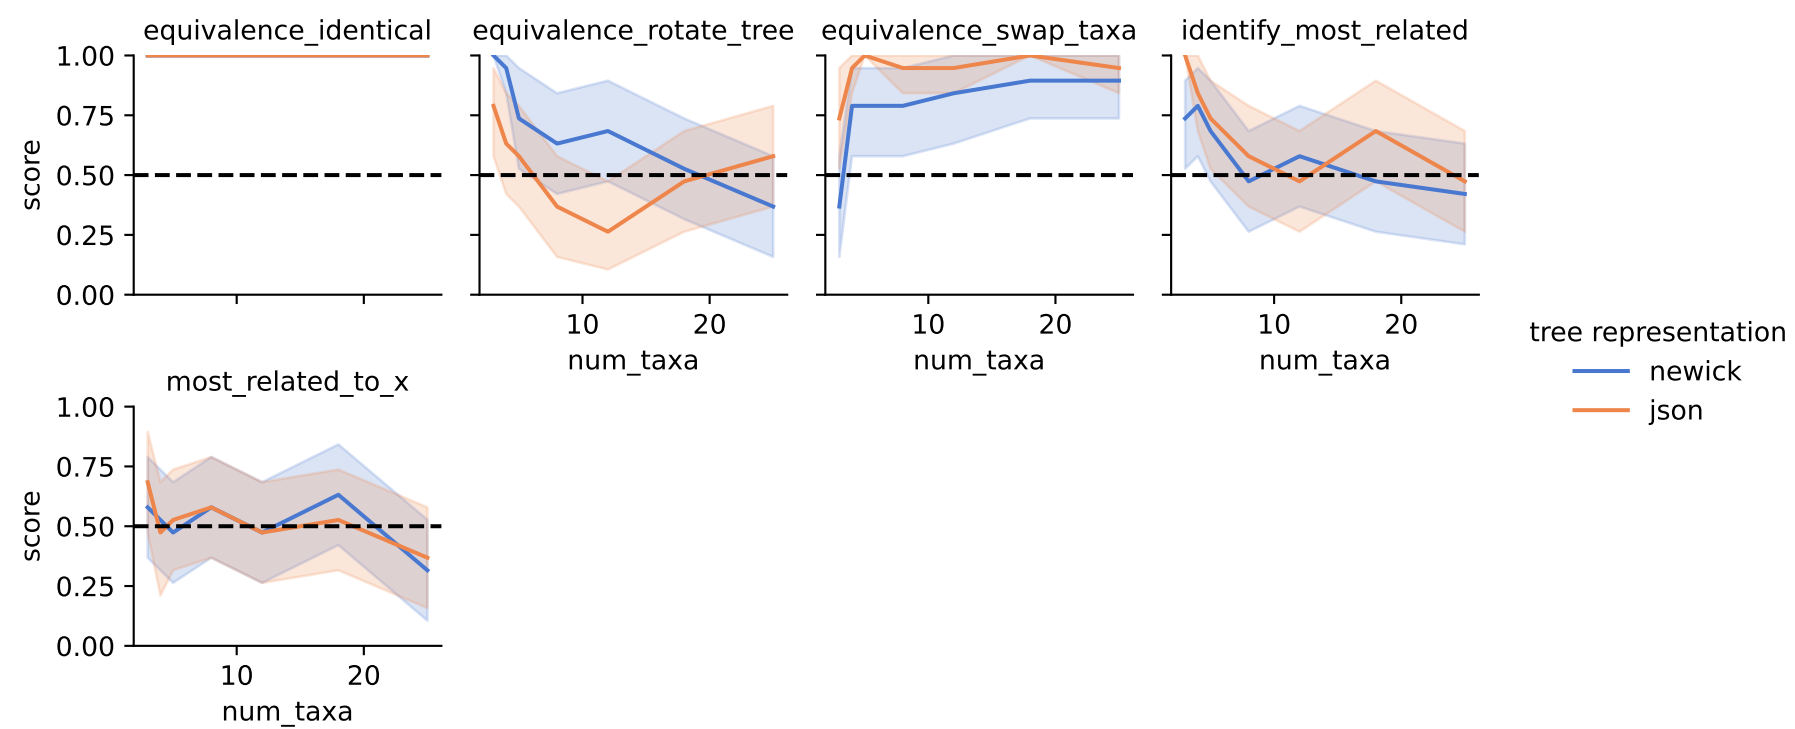 equivalence_identical
equivalence_rotate_tree
equivalence_swap_taxa
identify_most_related
1.00
0.75
0.50
0.25
0.00
score
10
20
num_taxa
10
20
num_taxa
10
20
num_taxa
tree representation
newick
json
most_related_to_x
1.00
0.75
0.50
0.25
0.00
score
10
20
num_taxa